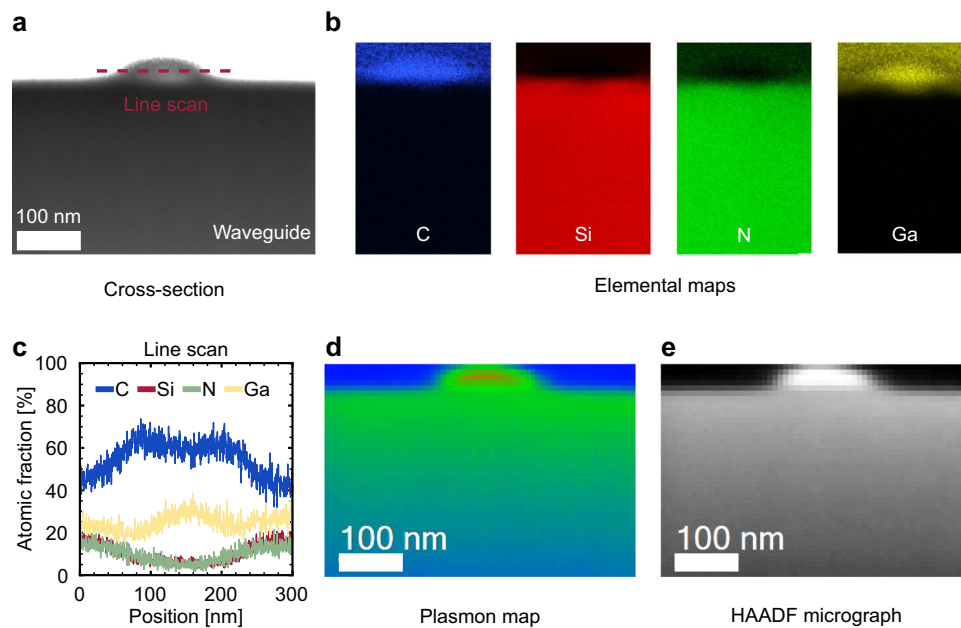 a
Line scan
100 nm
Waveguide
Cross-section
b
C
Si
N
Ga
Elemental maps
c
Line scan
C Si N Ga
Atomic fraction [%]
100
80
60
40
20
0
0 100 200 300
Position [nm]
d
100 nm
Plasmon map
e
100 nm
HAADF micrograph